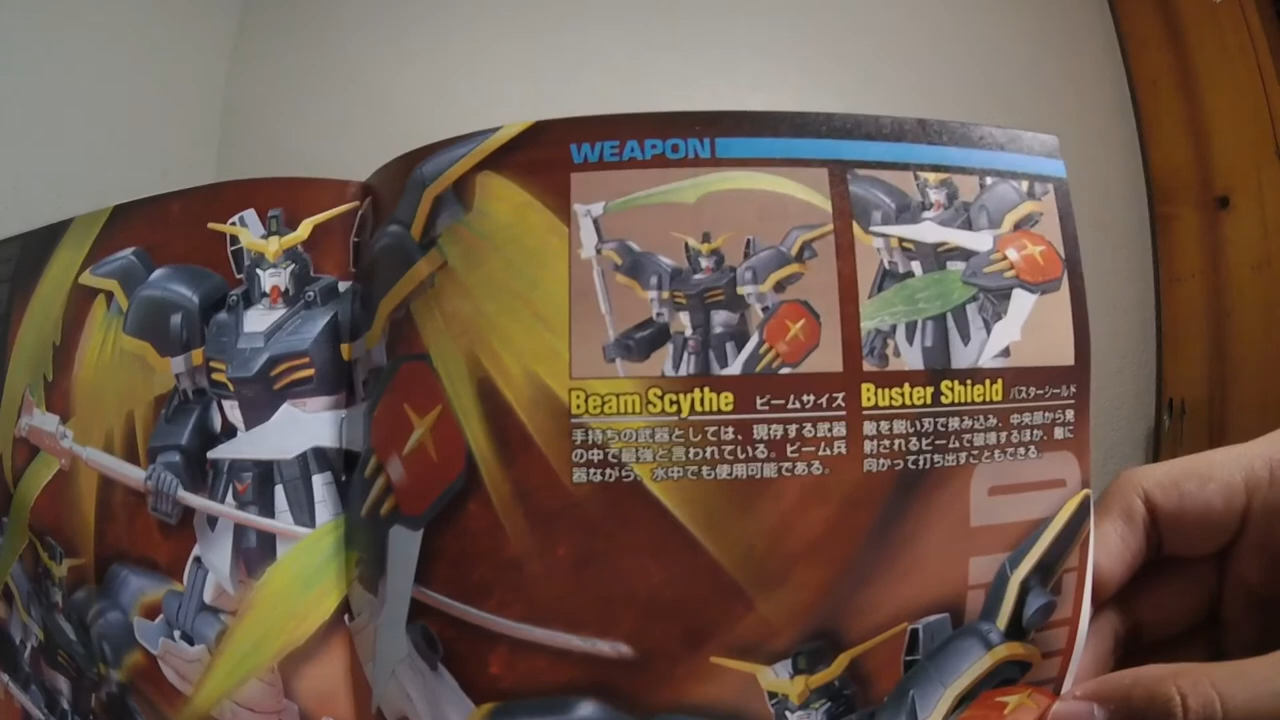 WEAPON
Beam Scythe ビームサイズ
手持ちの武器としては、現存する武器
の中で最強と言われている。ビーム兵
器ながら、水中でも使用可能である。
Buster Shield バスターシールド
敵を鋭い刃で挟み込み、中央部から発
射されるビームで破壊するほか、敵に
向かって打ち出すこともできる。